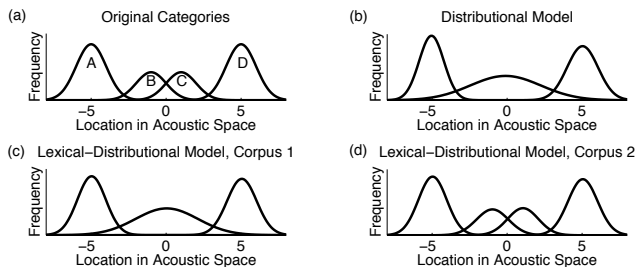 (a) Original Categories
Frequency
A
B
C
D
−5 0 5
Location in Acoustic Space
(b) Distributional Model
Frequency
−5 0 5
Location in Acoustic Space
(c) Lexical−Distributional Model, Corpus 1
Frequency
−5 0 5
Location in Acoustic Space
(d) Lexical−Distributional Model, Corpus 2
Frequency
−5 0 5
Location in Acoustic Space